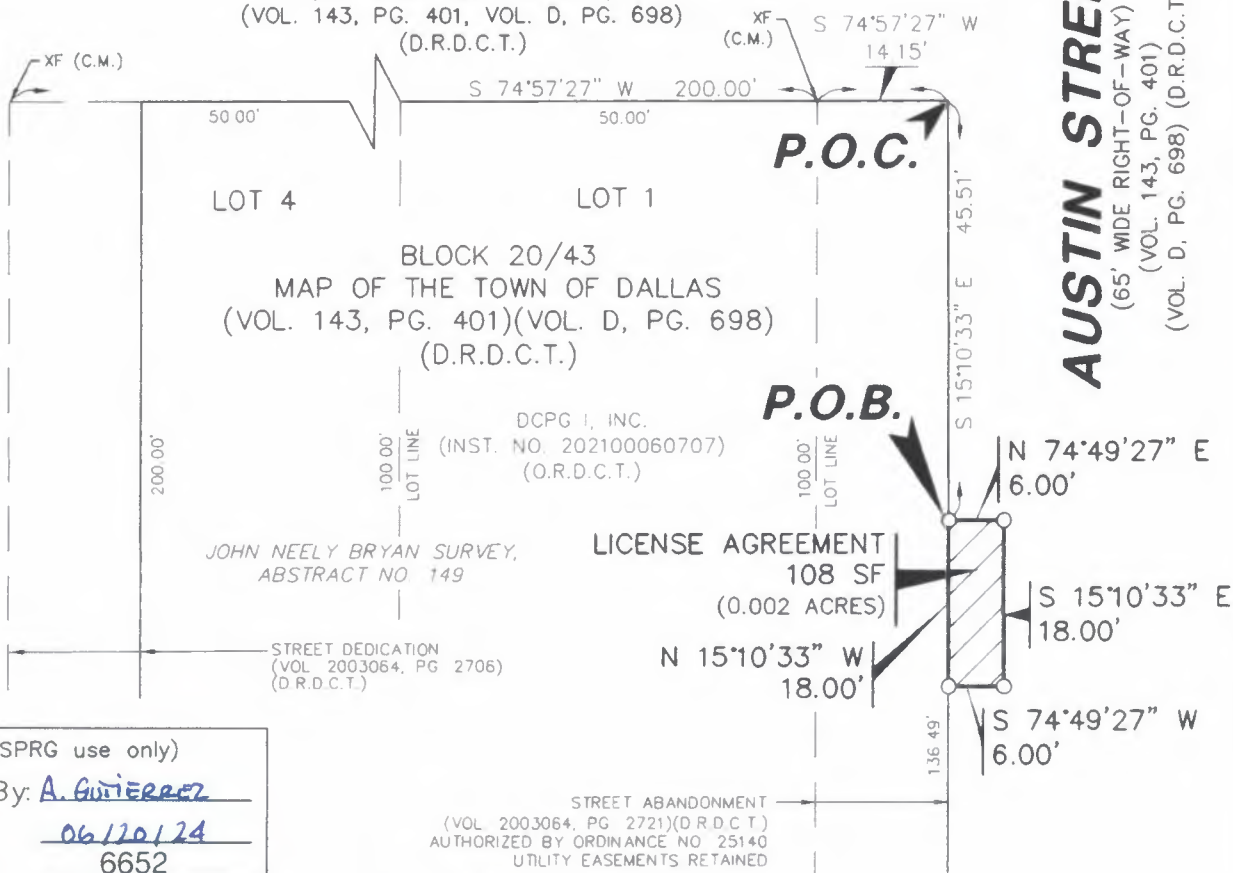 (VOL. 143, PG. 401, VOL. D, PG. 698)
(D.R.D.C.T.)
XF (C.M.)
XF
(C.M.)
S 74°57'27" W
14.15'
S 74°57'27" W 200.00'
50.00'
50.00'
P.O.C.
LOT 4
LOT 1
45.51'
S 15°10'33" E
AUSTIN STREE
(65' WIDE RIGHT-OF-WAY)
(VOL. 143, PG. 401)
(VOL. D, PG. 698) (D.R.D.C.T
BLOCK 20/43
MAP OF THE TOWN OF DALLAS
(VOL. 143, PG. 401)(VOL. D, PG. 698)
(D.R.D.C.T.)
P.O.B.
DCPG I, INC.
(INST. NO. 202100060707)
(O.R.D.C.T.)
200.00'
100.00'
LOT LINE
100.00'
LOT LINE
N 74°49'27" E
6.00'
JOHN NEELY BRYAN SURVEY,
ABSTRACT NO. 149
LICENSE AGREEMENT
108 SF
(0.002 ACRES)
S 15°10'33" E
18.00'
N 15°10'33" W
18.00'
STREET DEDICATION
(VOL 2003064, PG 2706)
(D.R.D.C.T.)
S 74°49'27" W
6.00'
136.49'
SPRG use only)
By: A. GUTIERREZ
06/20/24
6652
STREET ABANDONMENT
(VOL 2003064, PG 2721)(D.R.D.C.T)
AUTHORIZED BY ORDINANCE NO 25140
UTILITY EASEMENTS RETAINED